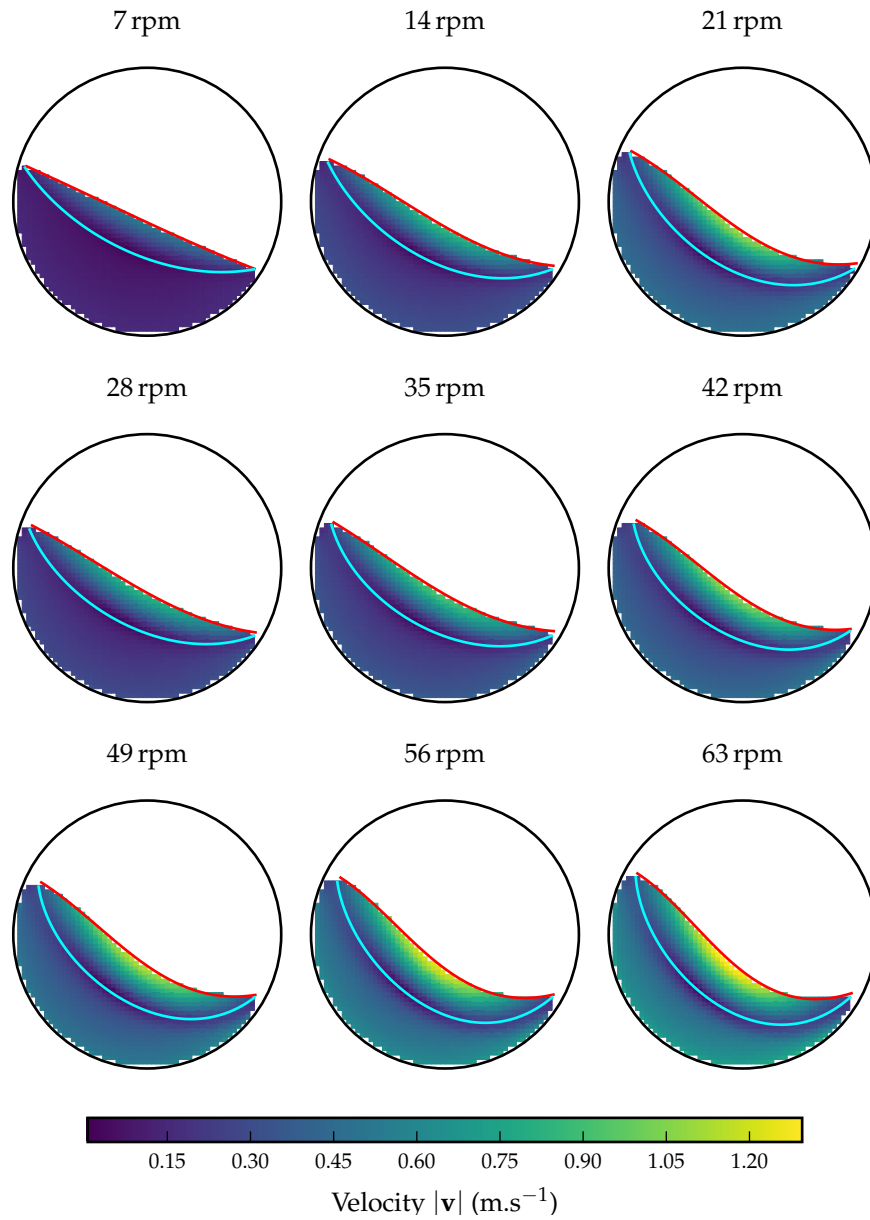 7 rpm
14 rpm
21 rpm
28 rpm
35 rpm
42 rpm
49 rpm
56 rpm
63 rpm
0.15 0.30 0.45 0.60 0.75 0.90 1.05 1.20
Velocity |v| (m.s⁻¹)